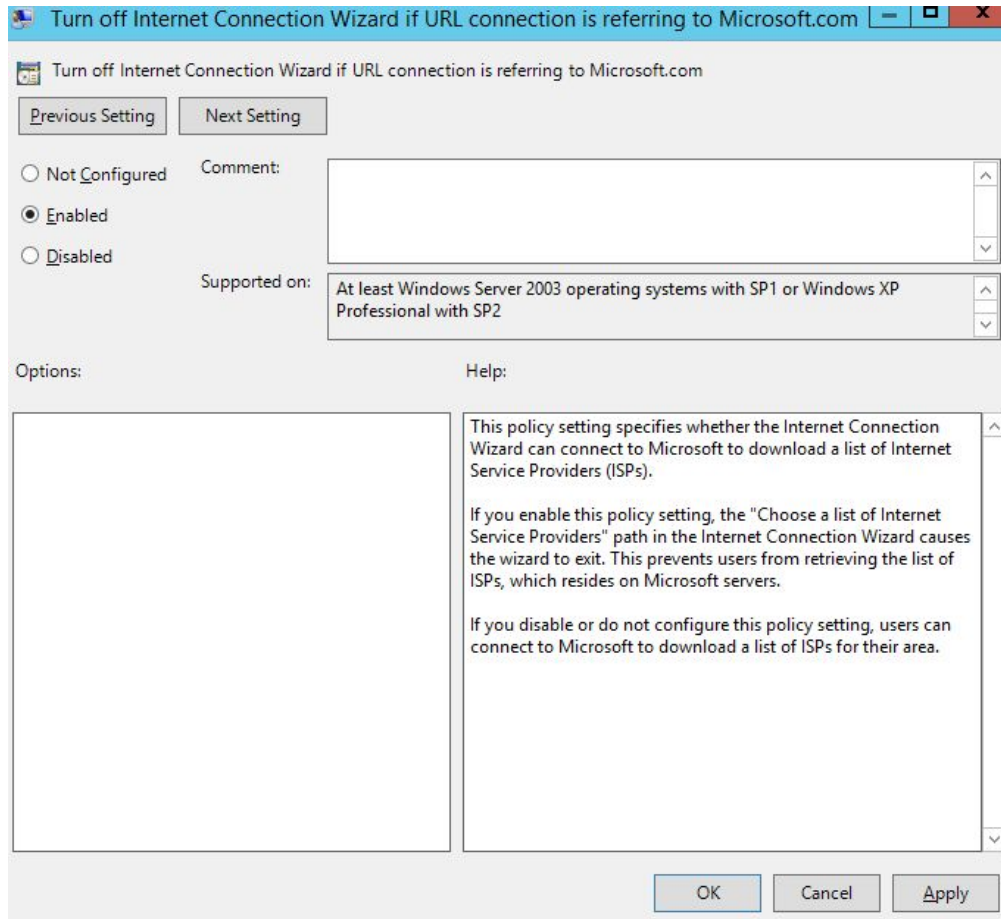 Turn off Internet Connection Wizard if URL connection is referring to Microsoft.com
Turn off Internet Connection Wizard if URL connection is referring to Microsoft.com
Previous Setting
Next Setting
Not Configured
Comment:
Enabled
Disabled
Supported on:
At least Windows Server 2003 operating systems with SP1 or Windows XP
Professional with SP2
Options:
Help:
This policy setting specifies whether the Internet Connection
Wizard can connect to Microsoft to download a list of Internet
Service Providers (ISPs).
If you enable this policy setting, the "Choose a list of Internet
Service Providers" path in the Internet Connection Wizard causes
the wizard to exit. This prevents users from retrieving the list of
ISPs, which resides on Microsoft servers.
If you disable or do not configure this policy setting, users can
connect to Microsoft to download a list of ISPs for their area.
OK
Cancel
Apply